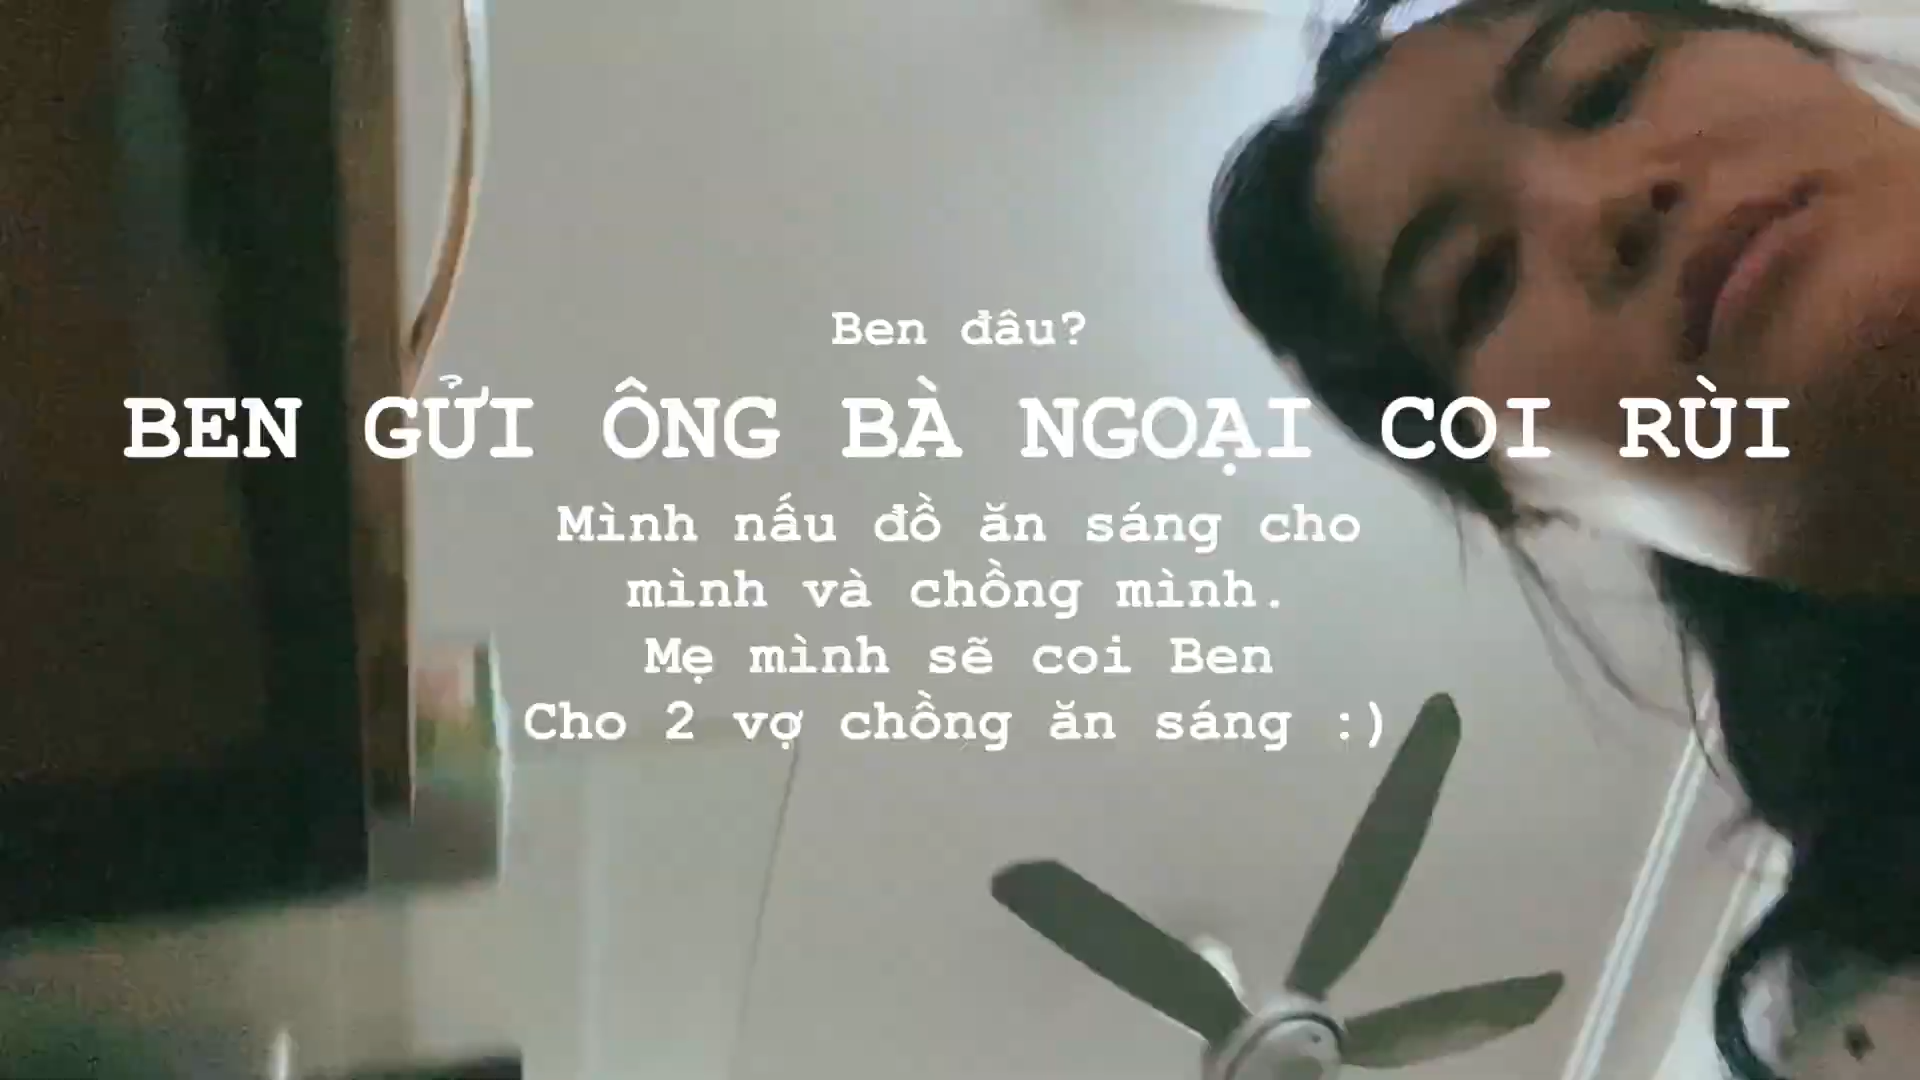 Ben đâu?
BEN GỬI ÔNG BÀ NGOẠI COI RÙI
Mình nấu đồ ăn sáng cho
mình và chồng mình.
Mẹ mình sẽ coi Ben
Cho 2 vợ chồng ăn sáng :)